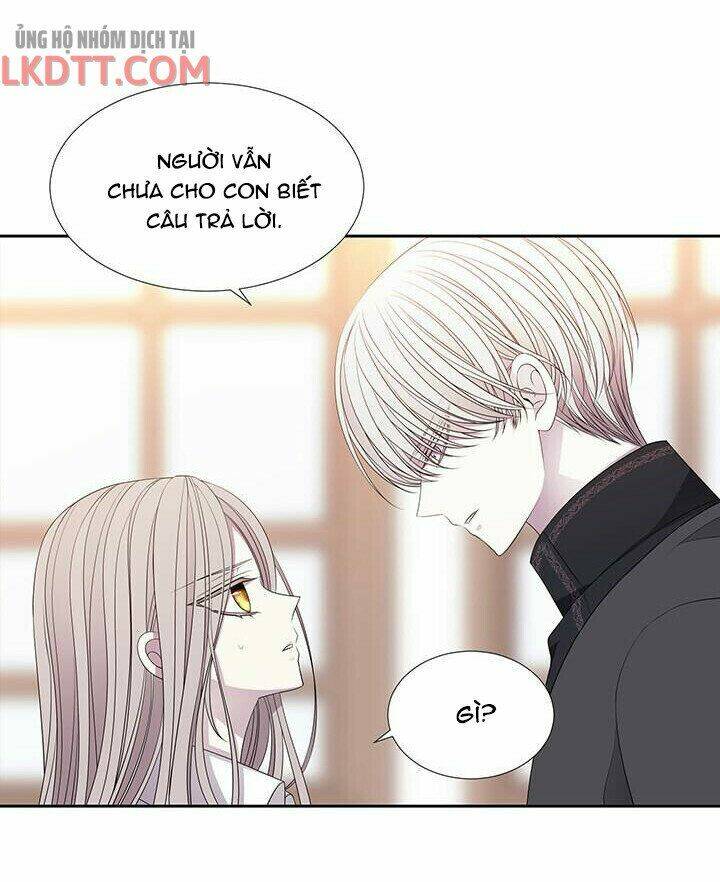 ỦNG HỘ NHÓM DỊCH TẠI
LKDTT.COM
NGƯỜI VẪN
CHƯA CHO CON BIẾT
CÂU TRẢ LỜI.
GÌ?